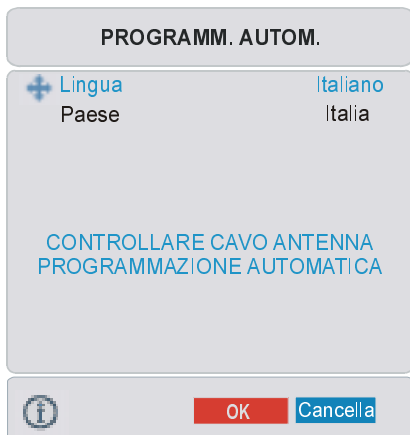 PROGRAMM. AUTOM.
Lingua Italiano
Paese Italia
CONTROLLARE CAVO ANTENNA
PROGRAMMAZIONE AUTOMATICA
i OK Cancella